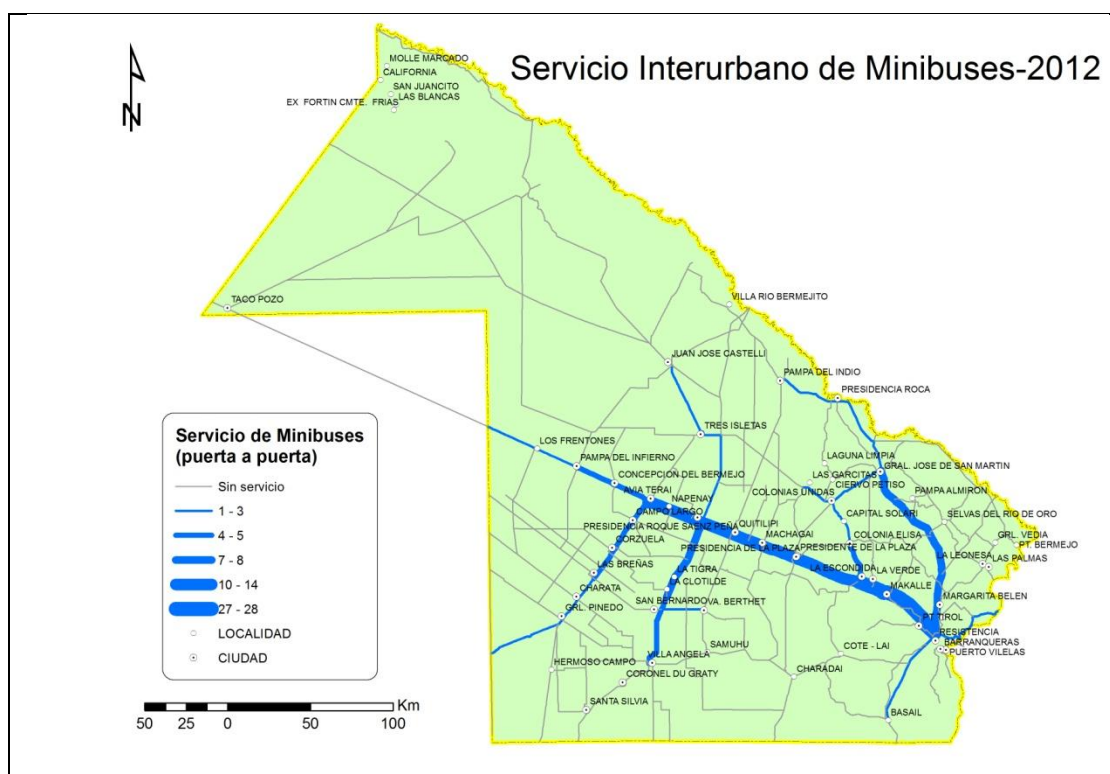 Servicio Interurbano de Minibuses-2012
N
MOLLE MARCADO
CALIFORNIA
SAN JUANCITO
LAS BLANCAS
EX FORTIN CMTE. FRIAS
TACO POZO
VILLA RIO BERMEJITO
JUAN JOSE CASTELLI
PAMPA DEL INDIO
PRESIDENCIA ROCA
TRES ISLETAS
LOS FRENTONES
PAMPA DEL INFIERNO
CONCEPCION DEL BERMEJO
LAGUNA LIMPIA
LAS GARCITAS
GRAL. JOSE DE SAN MARTIN
CIERVO PETISO
AVIA TERAI
NAPENAY
COLONIAS UNIDAS
PAMPA ALMIRON
CAMPO LARGO
PRESIDENCIA ROQUE SAENZ PEÑA
QUITILIPI
CAPITAL SOLARI
SELVAS DEL RIO DE ORO
CORZUELA
MACHAGAI
COLONIA ELISA
GRL. VEDIA
PT. BERMEJO
PRESIDENCIA DE LA PLAZA
PRESIDENTE DE LA PLAZA
LA LEONESA
LAS PALMAS
LAS BREÑAS
LA TIGRA
LA ESCONDIDA
LA VERDE
LA CLOTILDE
MAKALLE
CHARATA
SAN BERNARDO
VA. BERTHET
MARGARITA BELEN
GRL. PINEDO
PT TIROL
RESISTENCIA
BARRANQUERAS
PUERTO VILELAS
SAMUHU
COTE - LAI
HERMOSO CAMPO
VILLA ANGELA
CORONEL DU GRATY
CHARADAI
SANTA SILVIA
BASAIL
Servicio de Minibuses
(puerta a puerta)
Sin servicio
1 - 3
4 - 5
7 - 8
10 - 14
27 - 28
LOCALIDAD
CIUDAD
50 25 0 50 100 Km